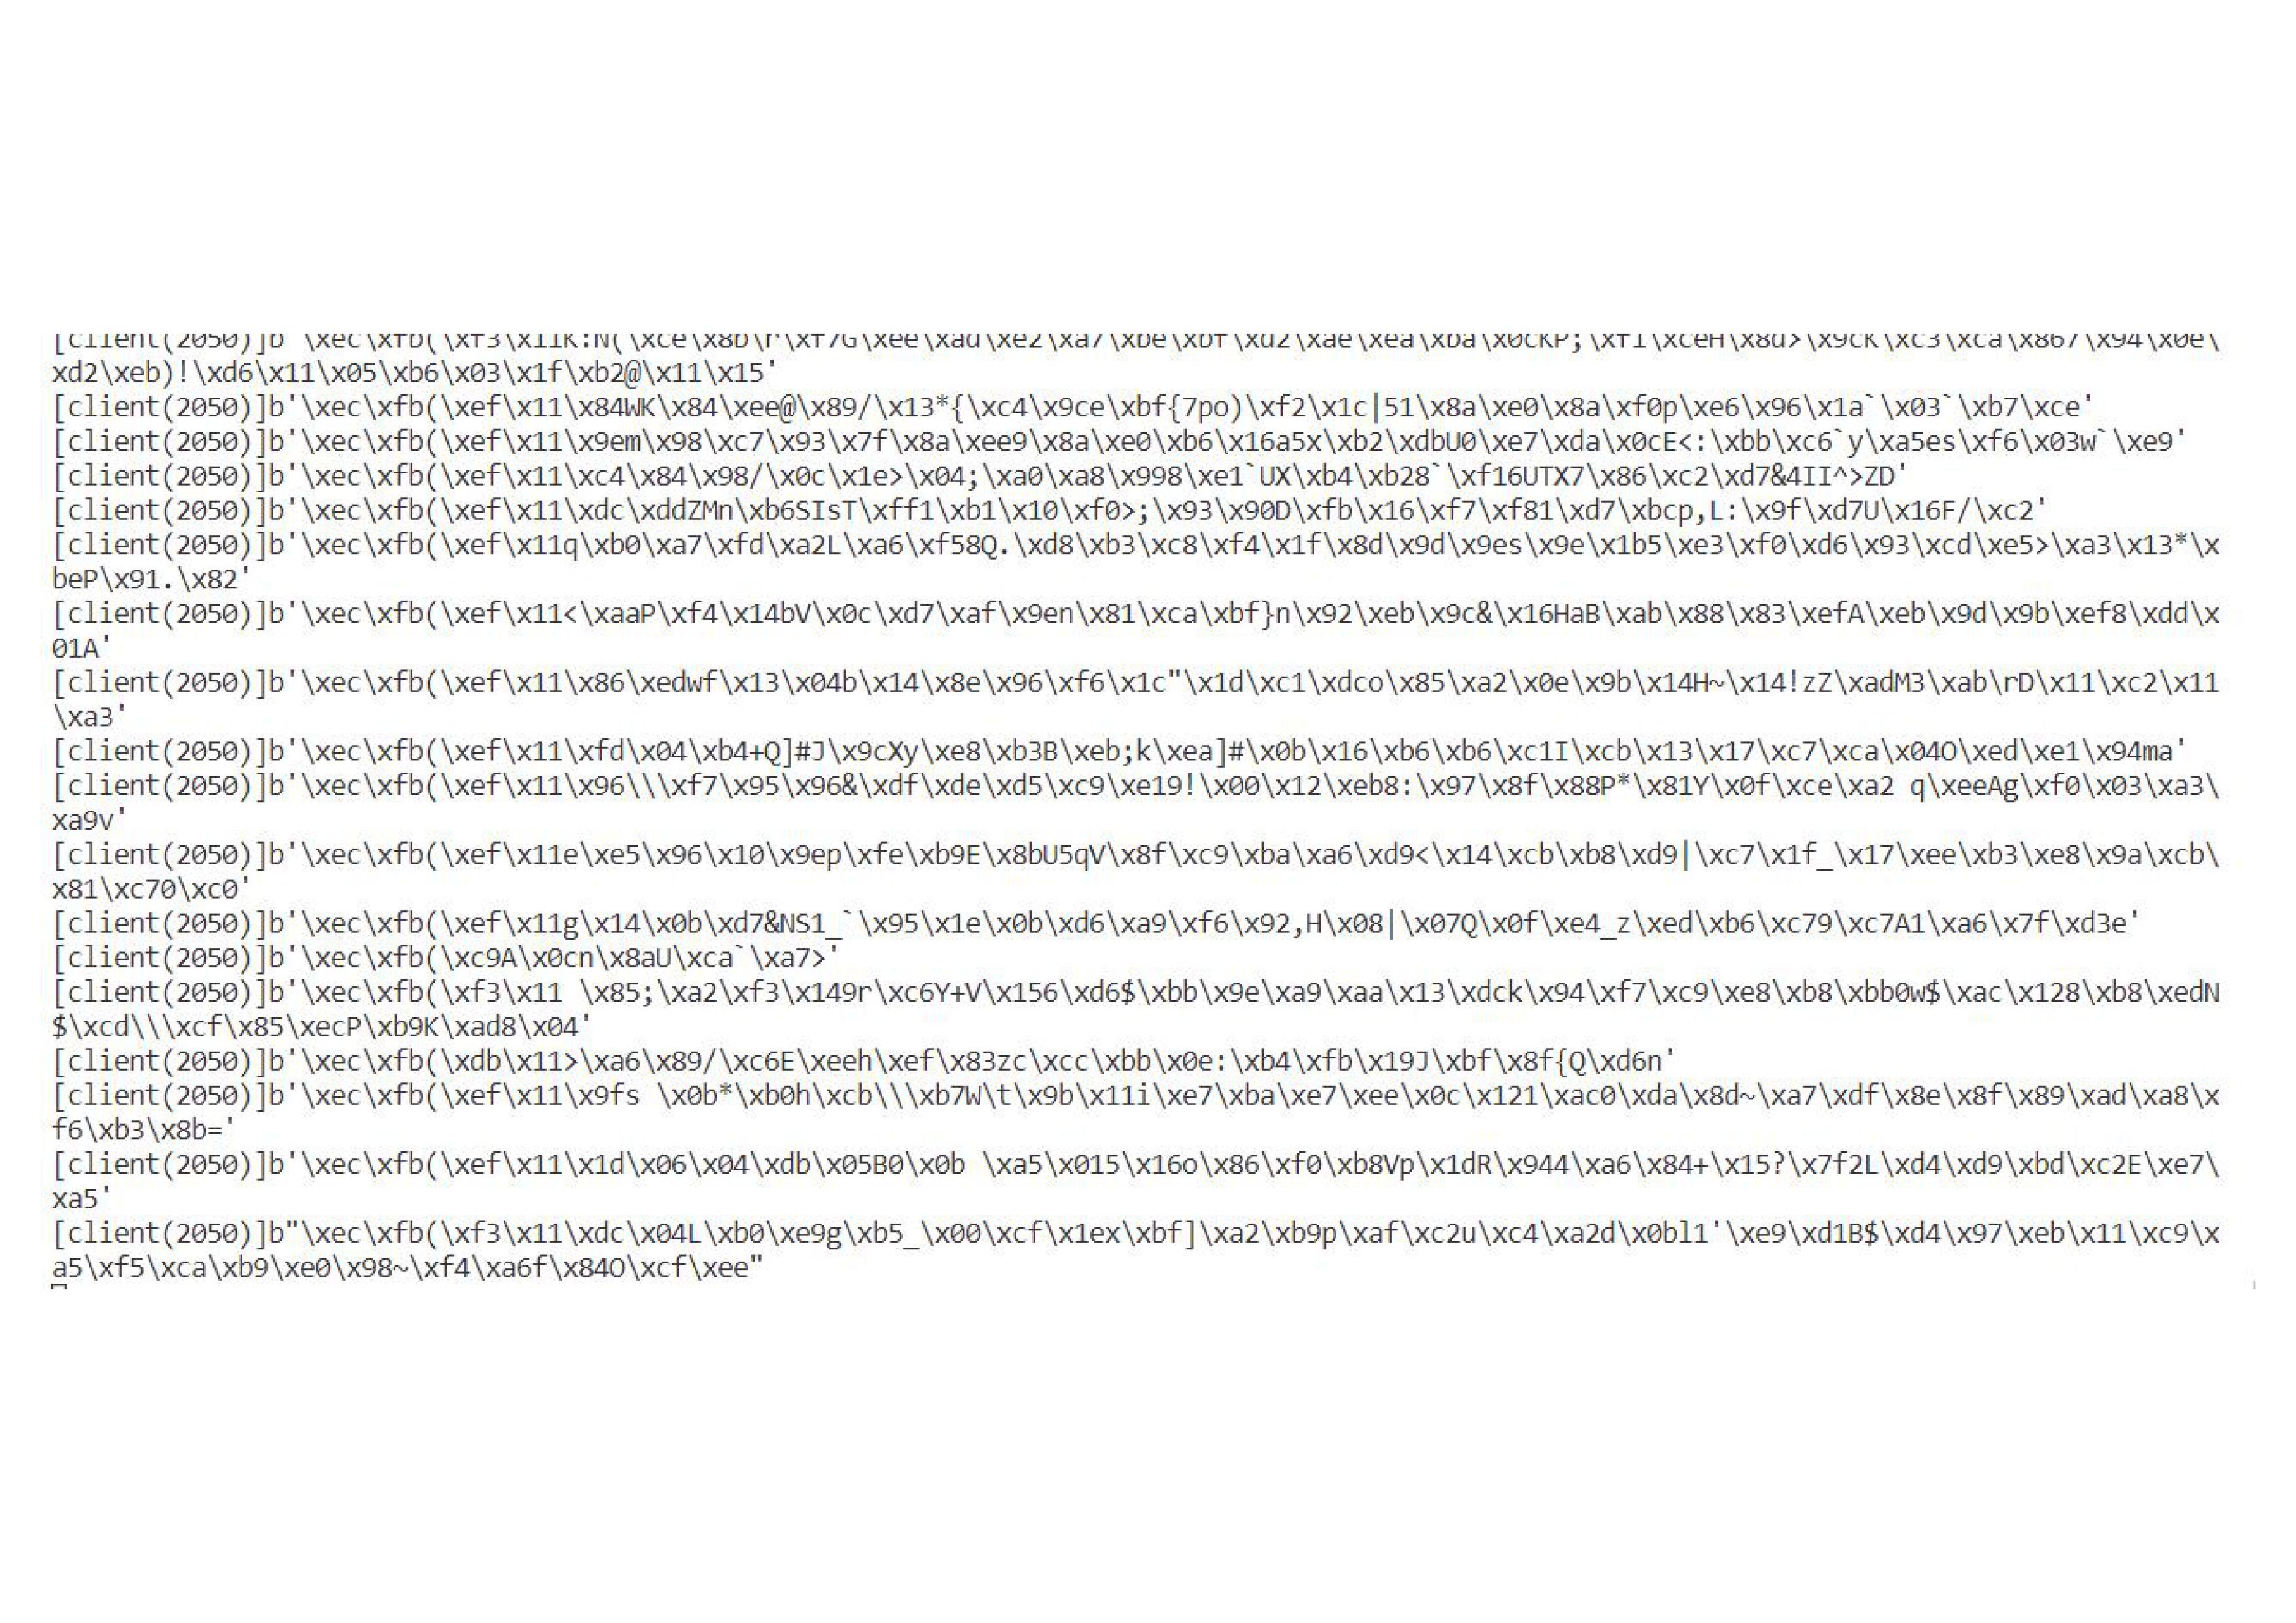 [client(2050)]b'\xec\xfb(\xf3\x11K:N(\xce\x8b\r\xf7G\xee\xad\xe2\xa7\xbe\xbf\xd2\xae\xea\xba\x0cKP;\xf1\xceH\x8d>\x9cK\xc3\xca\x867\x94\x0e\
xd2\xeb)!\xd6\x11\x05\xb6\x03\x1f\xb2@\x11\x15'
[client(2050)]b'\xec\xfb(\xef\x11\x84WK\x84\xee@\x89/\x13*{\xc4\x9ce\xbf{7po)\xf2\x1c|51\x8a\xe0\x8a\xf0p\xe6\x96\x1a`\x03`\xb7\xce'
[client(2050)]b'\xec\xfb(\xef\x11\x9em\x98\xc7\x93\x7f\x8a\xee9\x8a\xe0\xb6\x16a5x\xb2\xdbU0\xe7\xda\x0cE<:\xbb\xc6`y\xa5es\xf6\x03w`\xe9'
[client(2050)]b'\xec\xfb(\xef\x11\xc4\x84\x98/\x0c\x1e>\x04;\xa0\xa8\x998\xe1`UX\xb4\xb28`\xf16UTX7\x86\xc2\xd7&4II^>ZD'
[client(2050)]b'\xec\xfb(\xef\x11\xdc\xddZMn\xb6SIsT\xff1\xb1\x10\xf0>;\x93\x90D\xfb\x16\xf7\xf81\xd7\xbcp,L:\x9f\xd7U\x16F/\xc2'
[client(2050)]b'\xec\xfb(\xef\x11q\xb0\xa7\xfd\xa2L\xa6\xf58Q.\xd8\xb3\xc8\xf4\x1f\x8d\x9d\x9es\x9e\x1b5\xe3\xf0\xd6\x93\xcd\xe5>\xa3\x13*\x
beP\x91.\x82'
[client(2050)]b'\xec\xfb(\xef\x11<\xaaP\xf4\x14bV\x0c\xd7\xaf\x9en\x81\xca\xbf}n\x92\xeb\x9c&\x16HaB\xab\x88\x83\xefA\xeb\x9d\x9b\xef8\xdd\x
01A'
[client(2050)]b'\xec\xfb(\xef\x11\x86\xedwf\x13\x04b\x14\x8e\x96\xf6\x1c"\x1d\xc1\xdco\x85\xa2\x0e\x9b\x14H~\x14!zZ\xadM3\xab\rD\x11\xc2\x11
\xa3'
[client(2050)]b'\xec\xfb(\xef\x11\xfd\x04\xb4+Q]#J\x9cXy\xe8\xb3B\xeb;k\xea]#\x0b\x16\xb6\xb6\xc1I\xcb\x13\x17\xc7\xca\x04O\xed\xe1\x94ma'
[client(2050)]b'\xec\xfb(\xef\x11\x96\\\xf7\x95\x96&\xdf\xde\xd5\xc9\xe19!\x00\x12\xeb8:\x97\x8f\x88P*\x81Y\x0f\xce\xa2 q\xeeAg\xf0\x03\xa3\
xa9v'
[client(2050)]b'\xec\xfb(\xef\x11e\xe5\x96\x10\x9ep\xfe\xb9E\x8bU5qV\x8f\xc9\xba\xa6\xd9<\x14\xcb\xb8\xd9|\xc7\x1f_\x17\xee\xb3\xe8\x9a\xcb\
x81\xc70\xc0'
[client(2050)]b'\xec\xfb(\xef\x11g\x14\x0b\xd7&NS1_`\x95\x1e\x0b\xd6\xa9\xf6\x92,H\x08|\x07Q\x0f\xe4_z\xed\xb6\xc79\xc7A1\xa6\x7f\xd3e'
[client(2050)]b'\xec\xfb(\xc9A\x0cn\x8aU\xca`\xa7>'
[client(2050)]b'\xec\xfb(\xf3\x11 \x85;\xa2\xf3\x149r\xc6Y+V\x156\xd6$\xbb\x9e\xa9\xaa\x13\xdck\x94\xf7\xc9\xe8\xb8\xbb0w$\xac\x128\xb8\xedN
$\xcd\\\xcf\x85\xecP\xb9K\xad8\x04'
[client(2050)]b'\xec\xfb(\xdb\x11>\xa6\x89/\xc6E\xeeh\xef\x83zc\xcc\xbb\x0e:\xb4\xfb\x19J\xbf\x8f{Q\xd6n'
[client(2050)]b'\xec\xfb(\xef\x11\x9fs \x0b*\xb0h\xcb\\\xb7W\t\x9b\x11i\xe7\xba\xe7\xee\x0c\x121\xac0\xda\x8d~\xa7\xdf\x8e\x8f\x89\xad\xa8\x
f6\xb3\x8b='
[client(2050)]b'\xec\xfb(\xef\x11\x1d\x06\x04\xdb\x05B0\x0b \xa5\x015\x16o\x86\xf0\xb8Vp\x1dR\x944\xa6\x84+\x15?\x7f2L\xd4\xd9\xbd\xc2E\xe7\
xa5'
[client(2050)]b"\xec\xfb(\xf3\x11\xdc\x04L\xb0\xe9g\xb5_\x00\xcf\x1ex\xbf]\xa2\xb9p\xaf\xc2u\xc4\xa2d\x0bl1'\xe9\xd1B$\xd4\x97\xeb\x11\xc9\x
a5\xf5\xca\xb9\xe0\x98~\xf4\xa6f\x84O\xcf\xee"